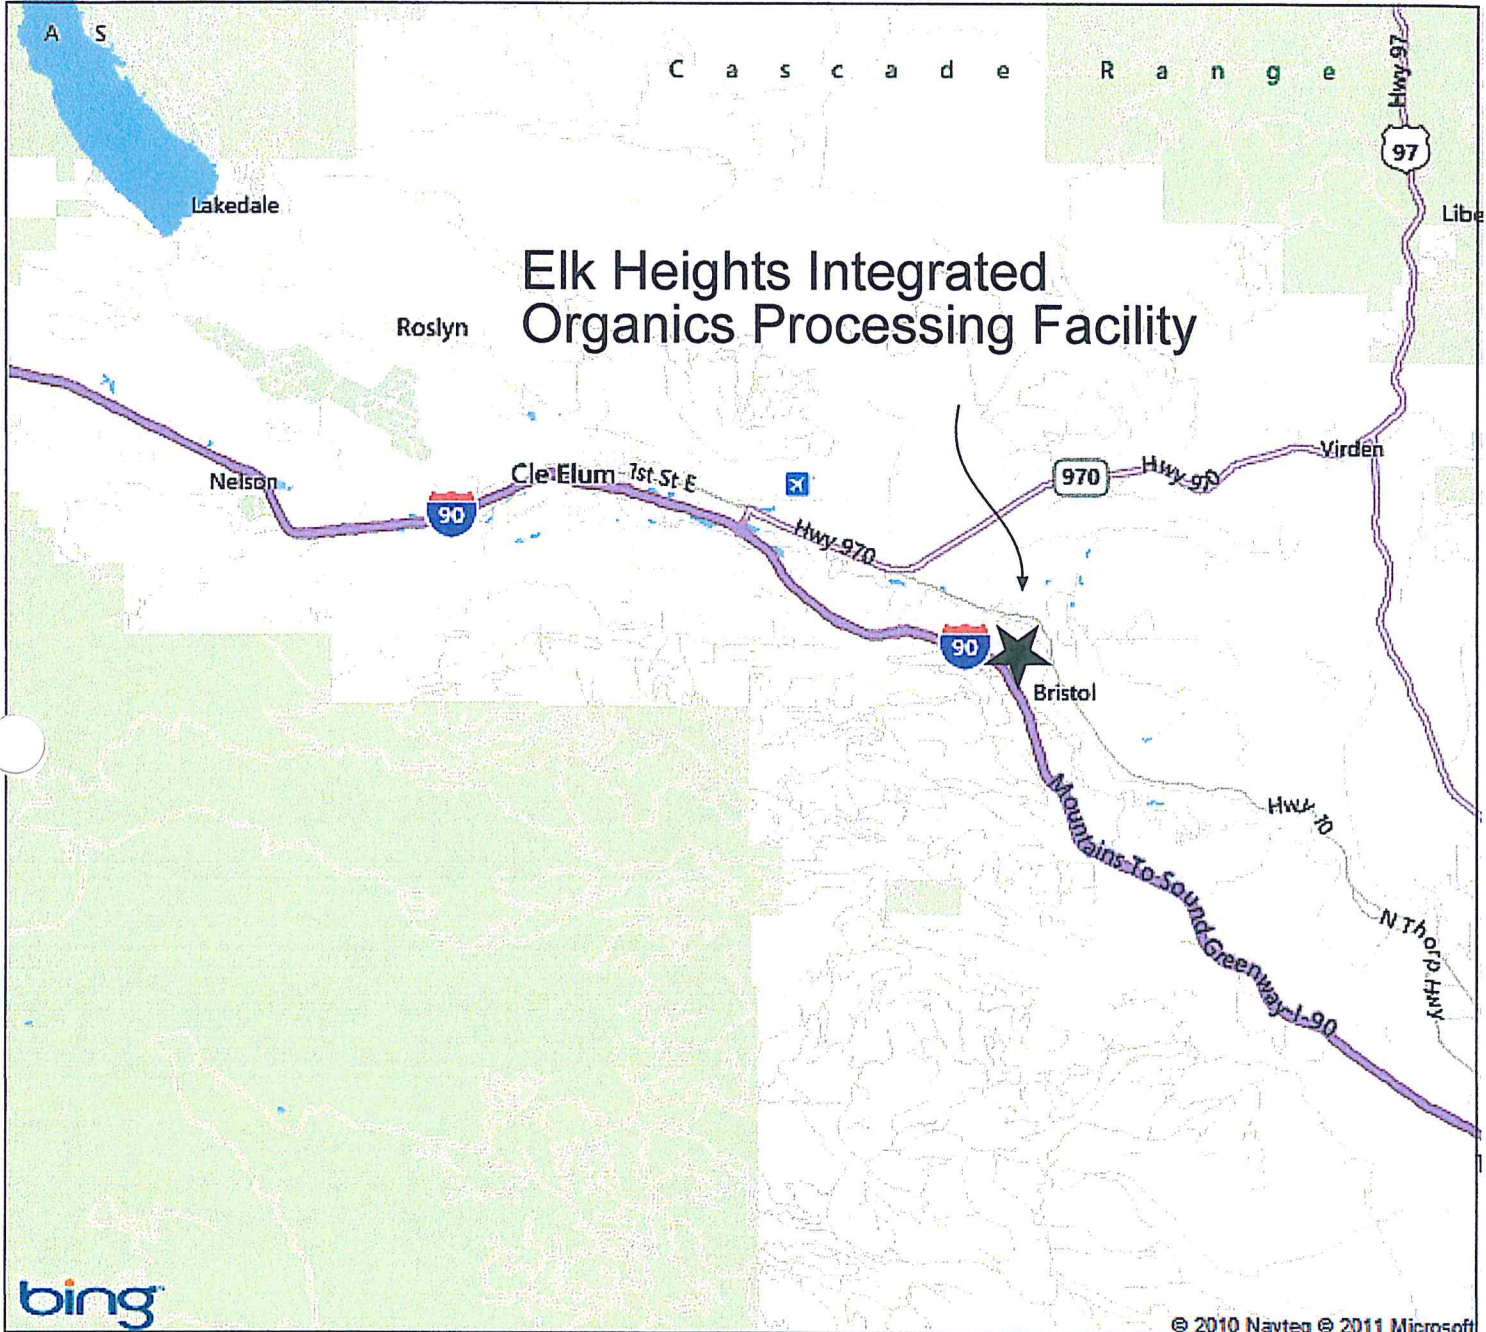 A S
Cascade Range
Hwy 97
97
Lakedale
Libe
Elk Heights Integrated
Organics Processing Facility
Roslyn
Virden
Nelson
Cle Elum
1st St E
970
Hwy 970
90
Hwy 970
90
Bristol
Mountains To Sound Greenway-I-90
Hwy 10
N Thorp Hwy
bing
© 2010 Navteq © 2011 Microsoft